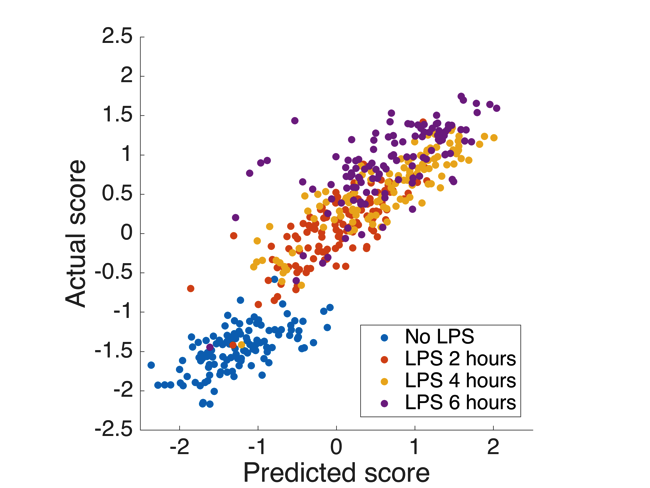 2.5
2
1.5
1
0.5
0
-0.5
-1
-1.5
-2
-2.5
Actual score
-2 -1 0 1 2
Predicted score
No LPS
LPS 2 hours
LPS 4 hours
LPS 6 hours